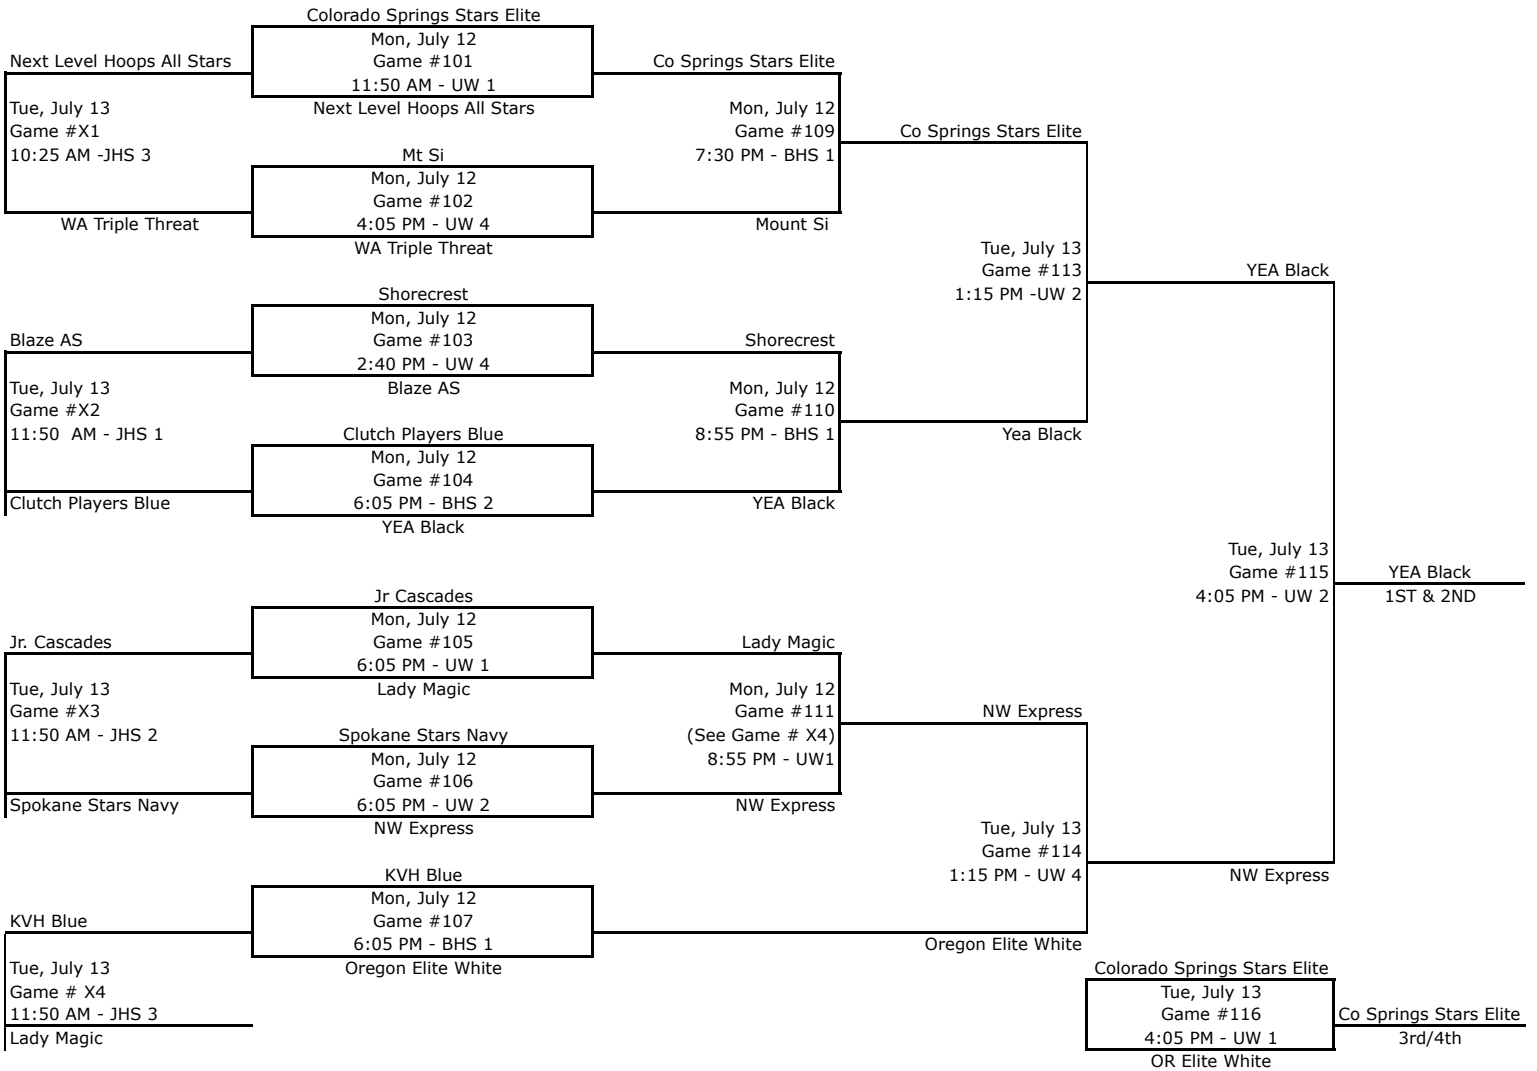 Colorado Springs Stars Elite
Mon, July 12
Game #101
11:50 AM - UW 1
Next Level Hoops All Stars
Next Level Hoops All Stars
Tue, July 13
Game #X1
10:25 AM -JHS 3
WA Triple Threat
Mt Si
Mon, July 12
Game #102
4:05 PM - UW 4
WA Triple Threat
Co Springs Stars Elite
Mon, July 12
Game #109
7:30 PM - BHS 1
Mount Si
Co Springs Stars Elite
Tue, July 13
Game #113
1:15 PM -UW 2
Yea Black
Shorecrest
Mon, July 12
Game #103
2:40 PM - UW 4
Blaze AS
Blaze AS
Tue, July 13
Game #X2
11:50  AM - JHS 1
Clutch Players Blue
Clutch Players Blue
Mon, July 12
Game #104
6:05 PM - BHS 2
YEA Black
Shorecrest
Mon, July 12
Game #110
8:55 PM - BHS 1
YEA Black
YEA Black
Tue, July 13
Game #115
4:05 PM - UW 2
NW Express
YEA Black
1ST & 2ND
Jr Cascades
Mon, July 12
Game #105
6:05 PM - UW 1
Lady Magic
Jr. Cascades
Tue, July 13
Game #X3
11:50 AM - JHS 2
Spokane Stars Navy
Spokane Stars Navy
Mon, July 12
Game #106
6:05 PM - UW 2
NW Express
Lady Magic
Mon, July 12
Game #111
(See Game # X4)
8:55 PM - UW1
NW Express
NW Express
Tue, July 13
Game #114
1:15 PM - UW 4
Oregon Elite White
KVH Blue
Mon, July 12
Game #107
6:05 PM - BHS 1
Oregon Elite White
KVH Blue
Tue, July 13
Game # X4
11:50 AM - JHS 3
Lady Magic
Colorado Springs Stars Elite
Tue, July 13
Game #116
4:05 PM - UW 1
OR Elite White
Co Springs Stars Elite
3rd/4th